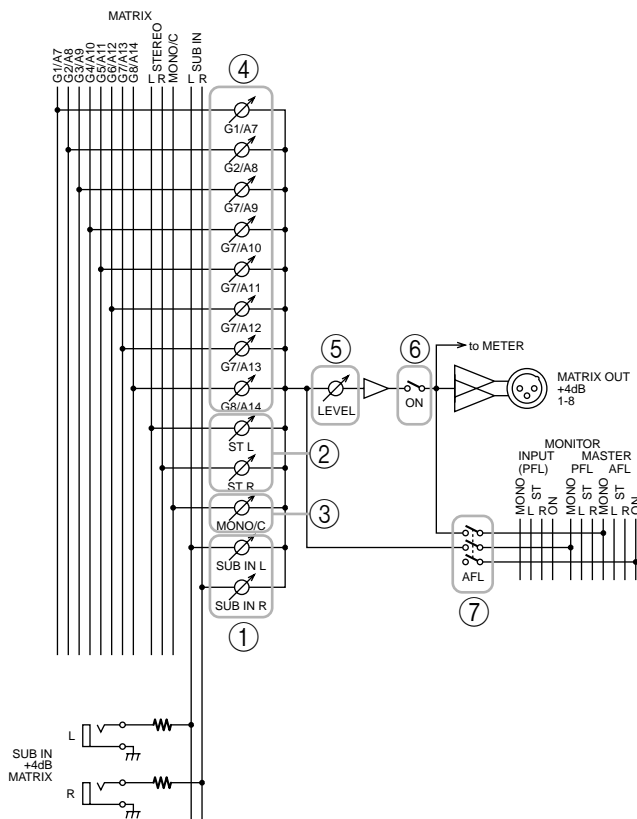 MATRIX
G1/A7
G2/A8
G3/A9
G4/A10
G5/A11
G6/A12
G7/A13
G8/A14
STEREO
L
R
MONO/C
SUB IN
L
R
4
G1/A7
G2/A8
G7/A9
G7/A10
G7/A11
G7/A12
G7/A13
G8/A14
ST L
ST R
MONO/C
SUB IN L
SUB IN R
1
2
3
5
LEVEL
6
ON
to METER
MATRIX OUT
+4dB
1-8
MONITOR
INPUT
(PFL)
MASTER
PFL
AFL
MONO
ST
L
R
ON
MONO
ST
L
R
MONO
ST
L
R
ON
AFL
7
SUB IN
+4dB
MATRIX
L
R